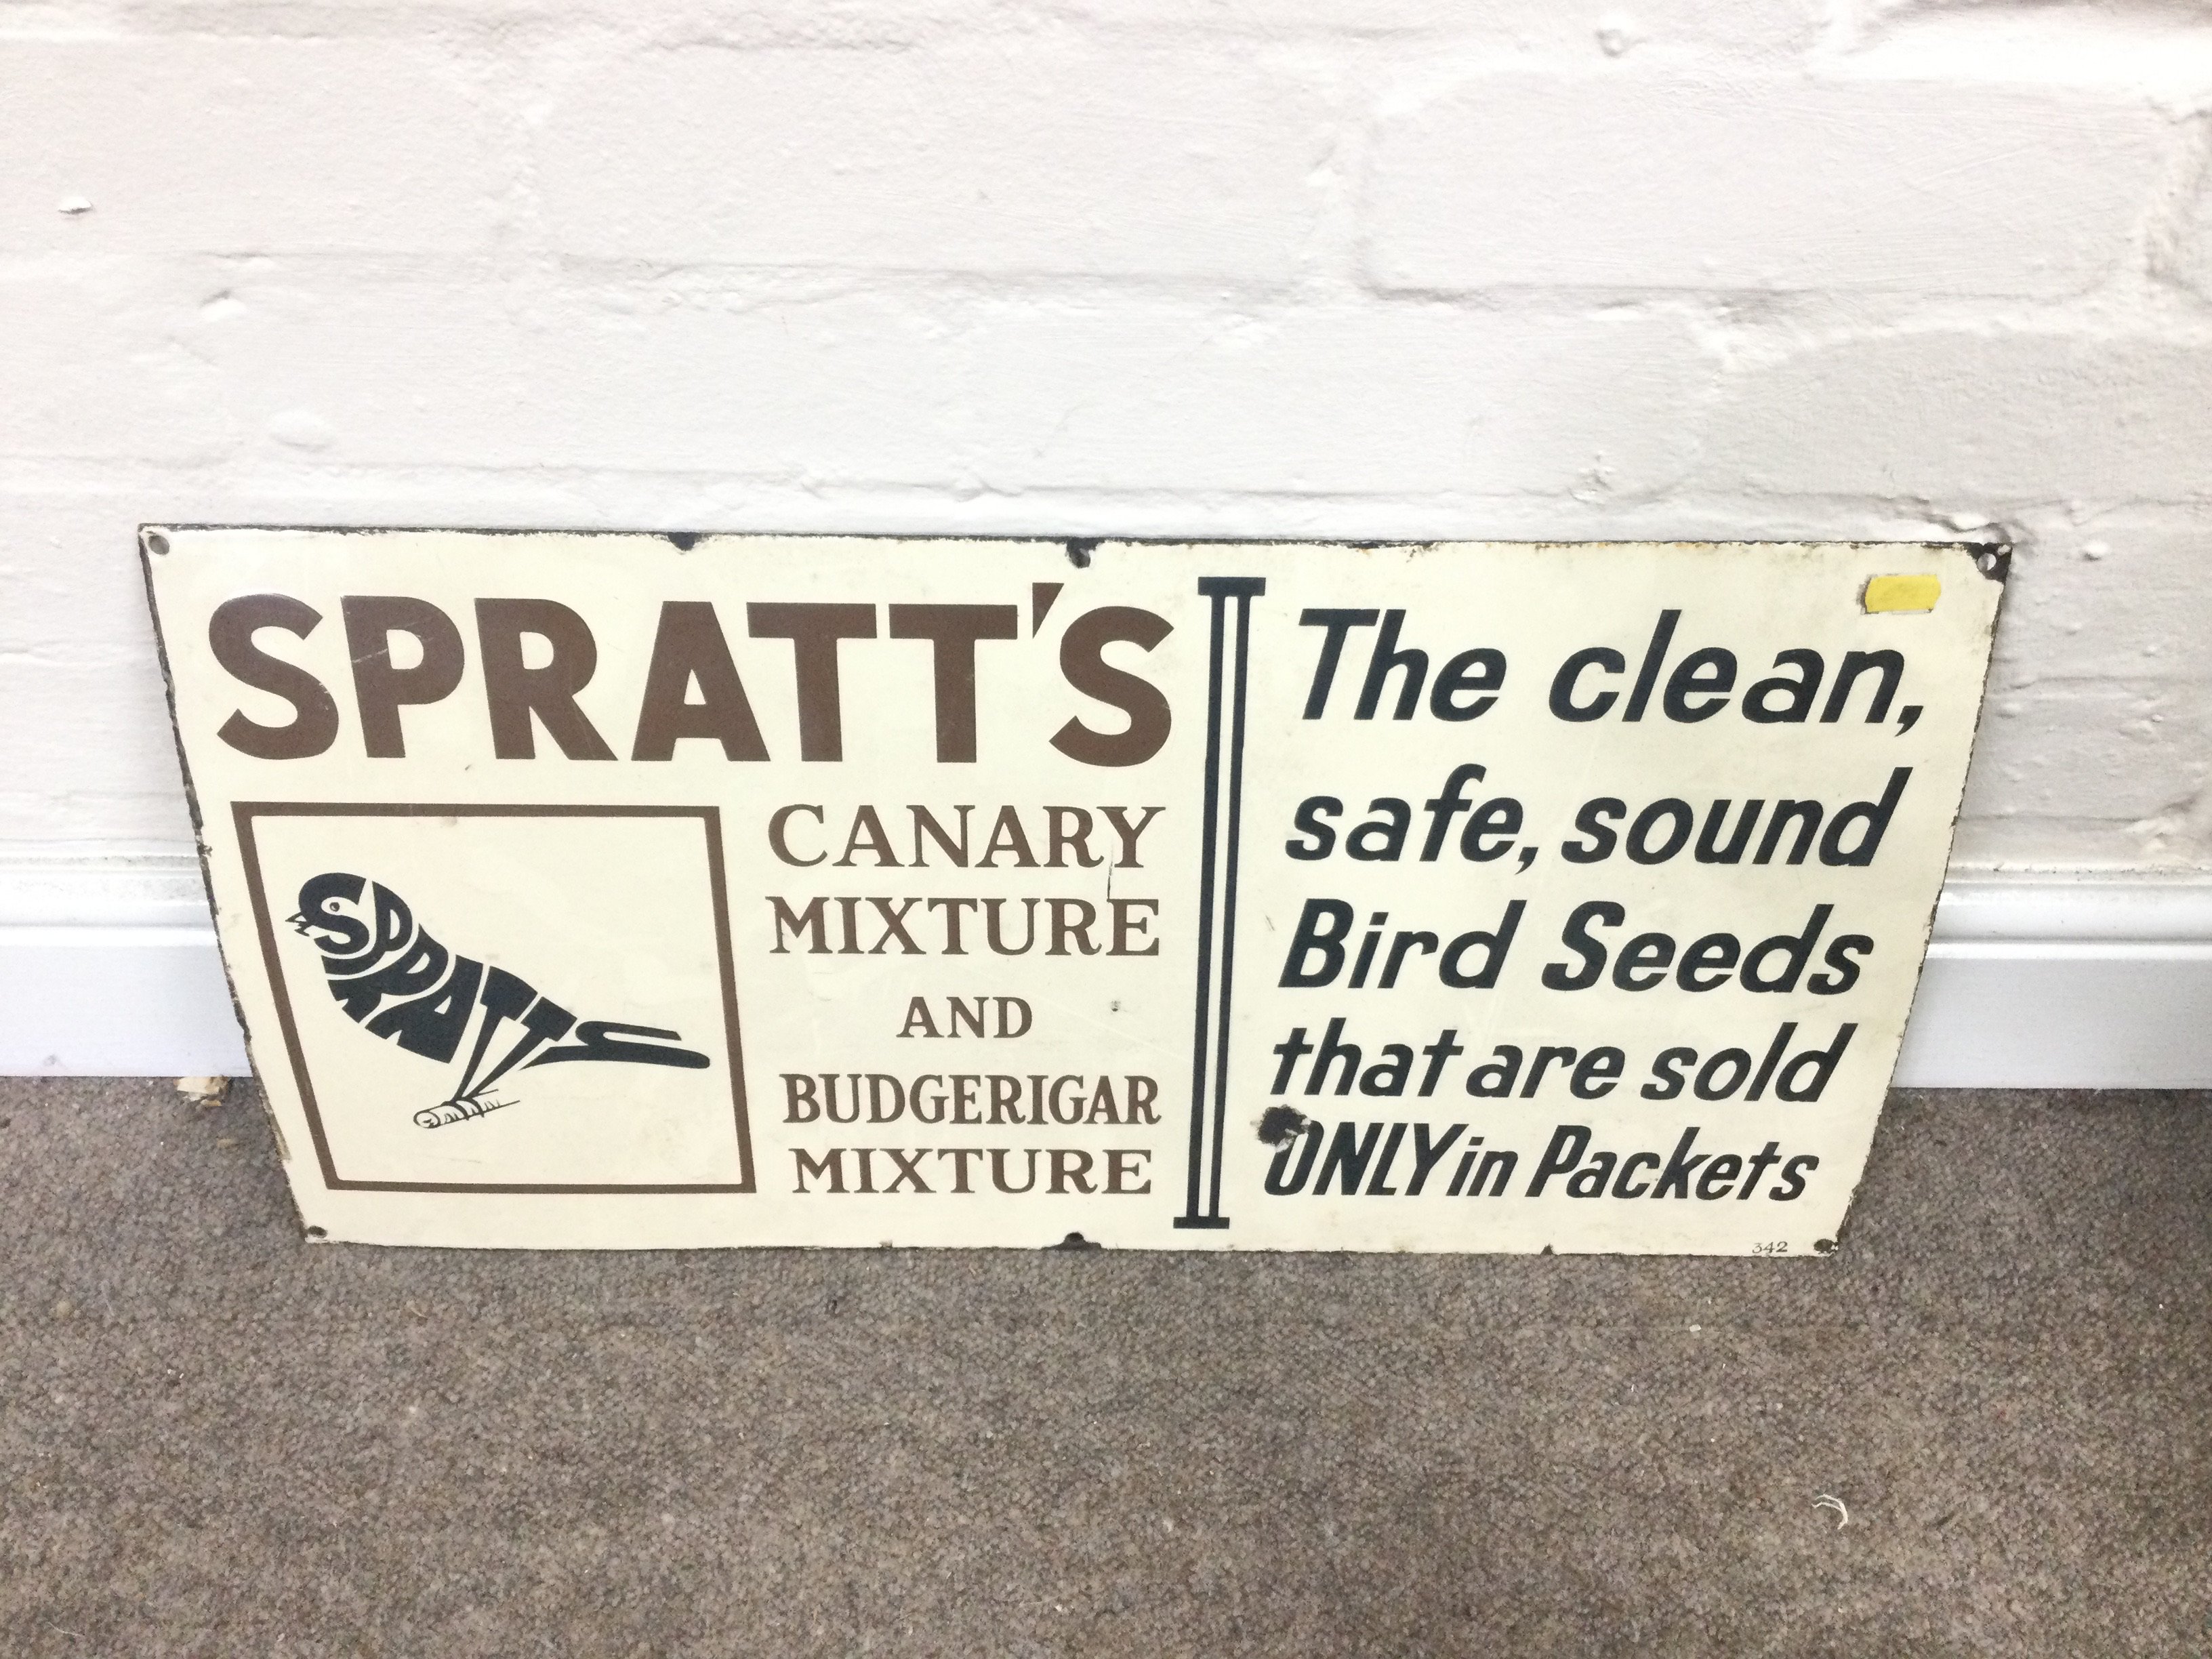 SPRATT'S
SPRATTS
CANARY
MIXTURE
AND
BUDGERIGAR
MIXTURE
The clean,
safe, sound
Bird Seeds
that are sold
ONLY in Packets
342